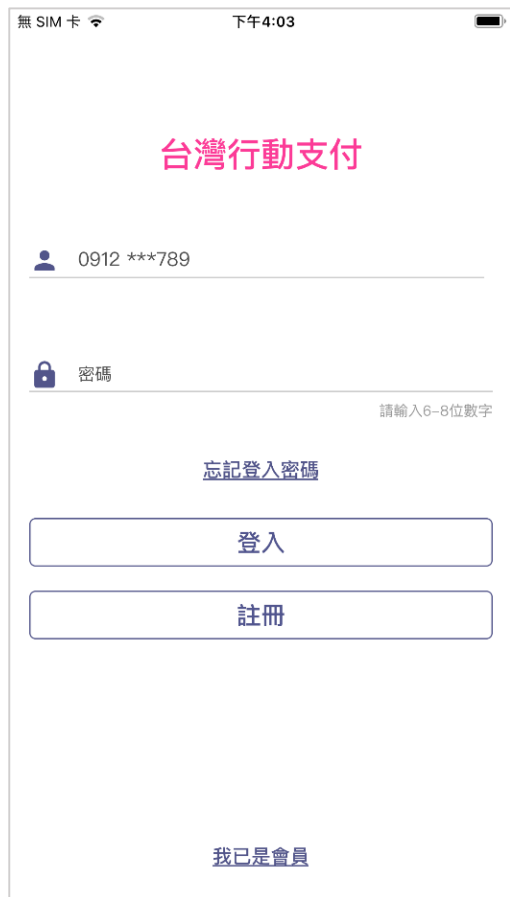 無 SIM 卡 下午4:03
台灣行動支付
0912 ***789
密碼
請輸入6-8位數字
忘記登入密碼
登入
註冊
我已是會員